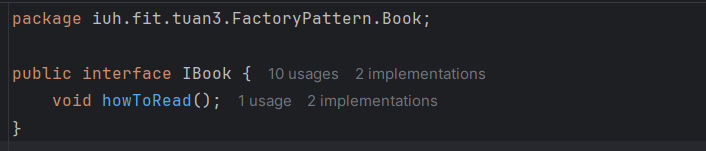 package iuh.fit.tuan3.FactoryPattern.Book;
public interface IBook { 10 usages 2 implementations
void howToRead(); 1 usage 2 implementations
}